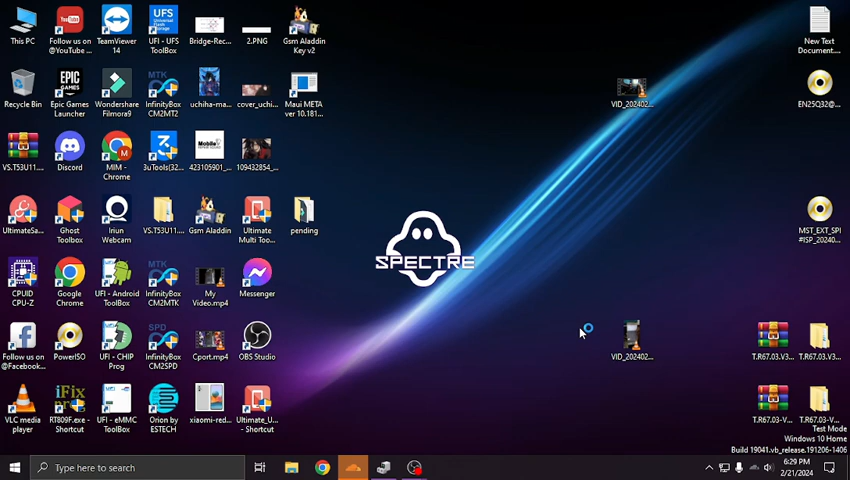 This PC
Follow us on @YouTube ...
TeamViewer 14
UFI - UFS ToolBox
Bridge-Rec...
2.PNG
Gsm Aladdin Key v2
New Text Document...
Recycle Bin
Epic Games Launcher
Wondershare Filmora9
InfinityBox CM2MT2
uchiha-ma...
cover_uchi...
Maui META ver 10.181...
VID_202402...
EN25Q32@...
VS.T53U11...
Discord
MIM - Chrome
3uTools(32...
423105901_...
109432854_...
UltimateSa...
Ghost Toolbox
Iriun Webcam
VS.T53U11....
Gsm Aladdin
Ultimate Multi Too...
pending
MST_EXT_SPI #ISP_20240...
SPECTRE
CPUID CPU-Z
Google Chrome
UFI - Android ToolBox
InfinityBox CM2MTK
My Video.mp4
Messenger
Follow us on @Facebook...
PowerISO
UFI - CHIP Prog
InfinityBox CM2SPD
Cport.mp4
OBS Studio
VID_202402...
T.R67.03.V3...
T.R67.03.V3...
VLC media player
RT809F.exe - Shortcut
UFI - eMMC ToolBox
Orion by ESTECH
xiaomi-red...
Ultimate_U... - Shortcut
T.R67.03-V...
T.R67.03-V...
Test Mode
Windows 10 Home
Build 19041.vb_release.191206-1406
Type here to search
6:29 PM
2/21/2024